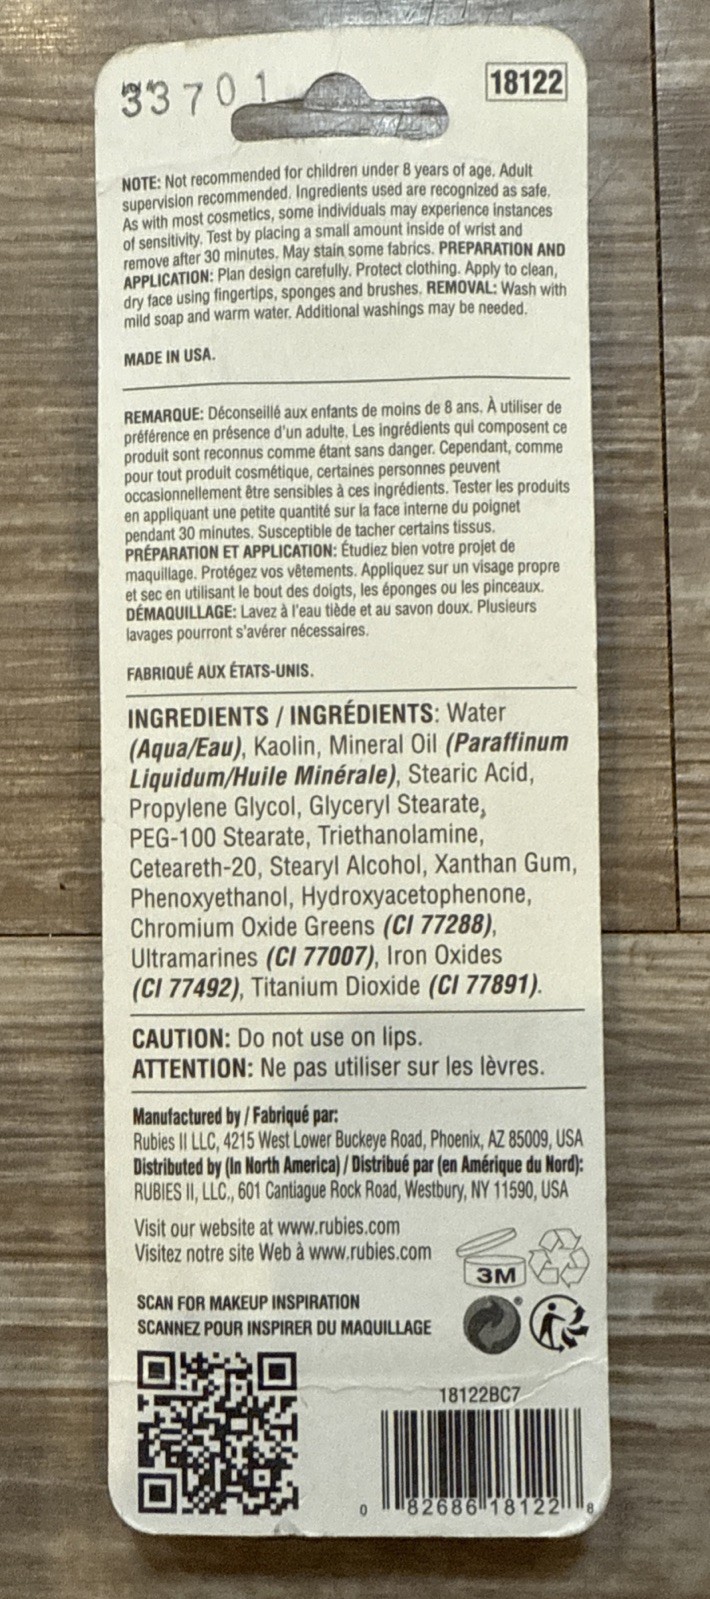 33701
18122
NOTE: Not recommended for children under 8 years of age. Adult
supervision recommended. Ingredients used are recognized as safe.
As with most cosmetics, some individuals may experience instances
of sensitivity. Test by placing a small amount inside of wrist and
remove after 30 minutes. May stain some fabrics. PREPARATION AND
APPLICATION: Plan design carefully. Protect clothing. Apply to clean,
dry face using fingertips, sponges and brushes. REMOVAL: Wash with
mild soap and warm water. Additional washings may be needed.
MADE IN USA.
REMARQUE: Déconseillé aux enfants de moins de 8 ans. À utiliser de
préférence en présence d'un adulte. Les ingrédients qui composent ce
produit sont reconnus comme étant sans danger. Cependant, comme
pour tout produit cosmétique, certaines personnes peuvent
occasionnellement être sensibles à ces ingrédients. Tester les produits
en appliquant une petite quantité sur la face interne du poignet
pendant 30 minutes. Susceptible de tacher certains tissus.
PRÉPARATION ET APPLICATION: Étudiez bien votre projet de
maquillage. Protégez vos vêtements. Appliquez sur un visage propre
et sec en utilisant le bout des doigts, les éponges ou les pinceaux.
DÉMAQUILLAGE: Lavez à l'eau tiède et au savon doux. Plusieurs
lavages pourront s'avérer nécessaires.
FABRIQUÉ AUX ÉTATS-UNIS.
INGREDIENTS / INGRÉDIENTS: Water
(Aqua/Eau), Kaolin, Mineral Oil (Paraffinum
Liquidum/Huile Minérale), Stearic Acid,
Propylene Glycol, Glyceryl Stearate,
PEG-100 Stearate, Triethanolamine,
Ceteareth-20, Stearyl Alcohol, Xanthan Gum,
Phenoxyethanol, Hydroxyacetophenone,
Chromium Oxide Greens (CI 77288),
Ultramarines (CI 77007), Iron Oxides
(CI 77492), Titanium Dioxide (CI 77891).
CAUTION: Do not use on lips.
ATTENTION: Ne pas utiliser sur les lèvres.
Manufactured by / Fabriqué par:
Rubies II LLC, 4215 West Lower Buckeye Road, Phoenix, AZ 85009, USA
Distributed by (In North America) / Distribué par (en Amérique du Nord):
RUBIES II, LLC., 601 Cantiague Rock Road, Westbury, NY 11590, USA
Visit our website at www.rubies.com
Visitez notre site Web à www.rubies.com
3M
SCAN FOR MAKEUP INSPIRATION
SCANNEZ POUR INSPIRER DU MAQUILLAGE
®
18122BC7
0 82686 18122 8